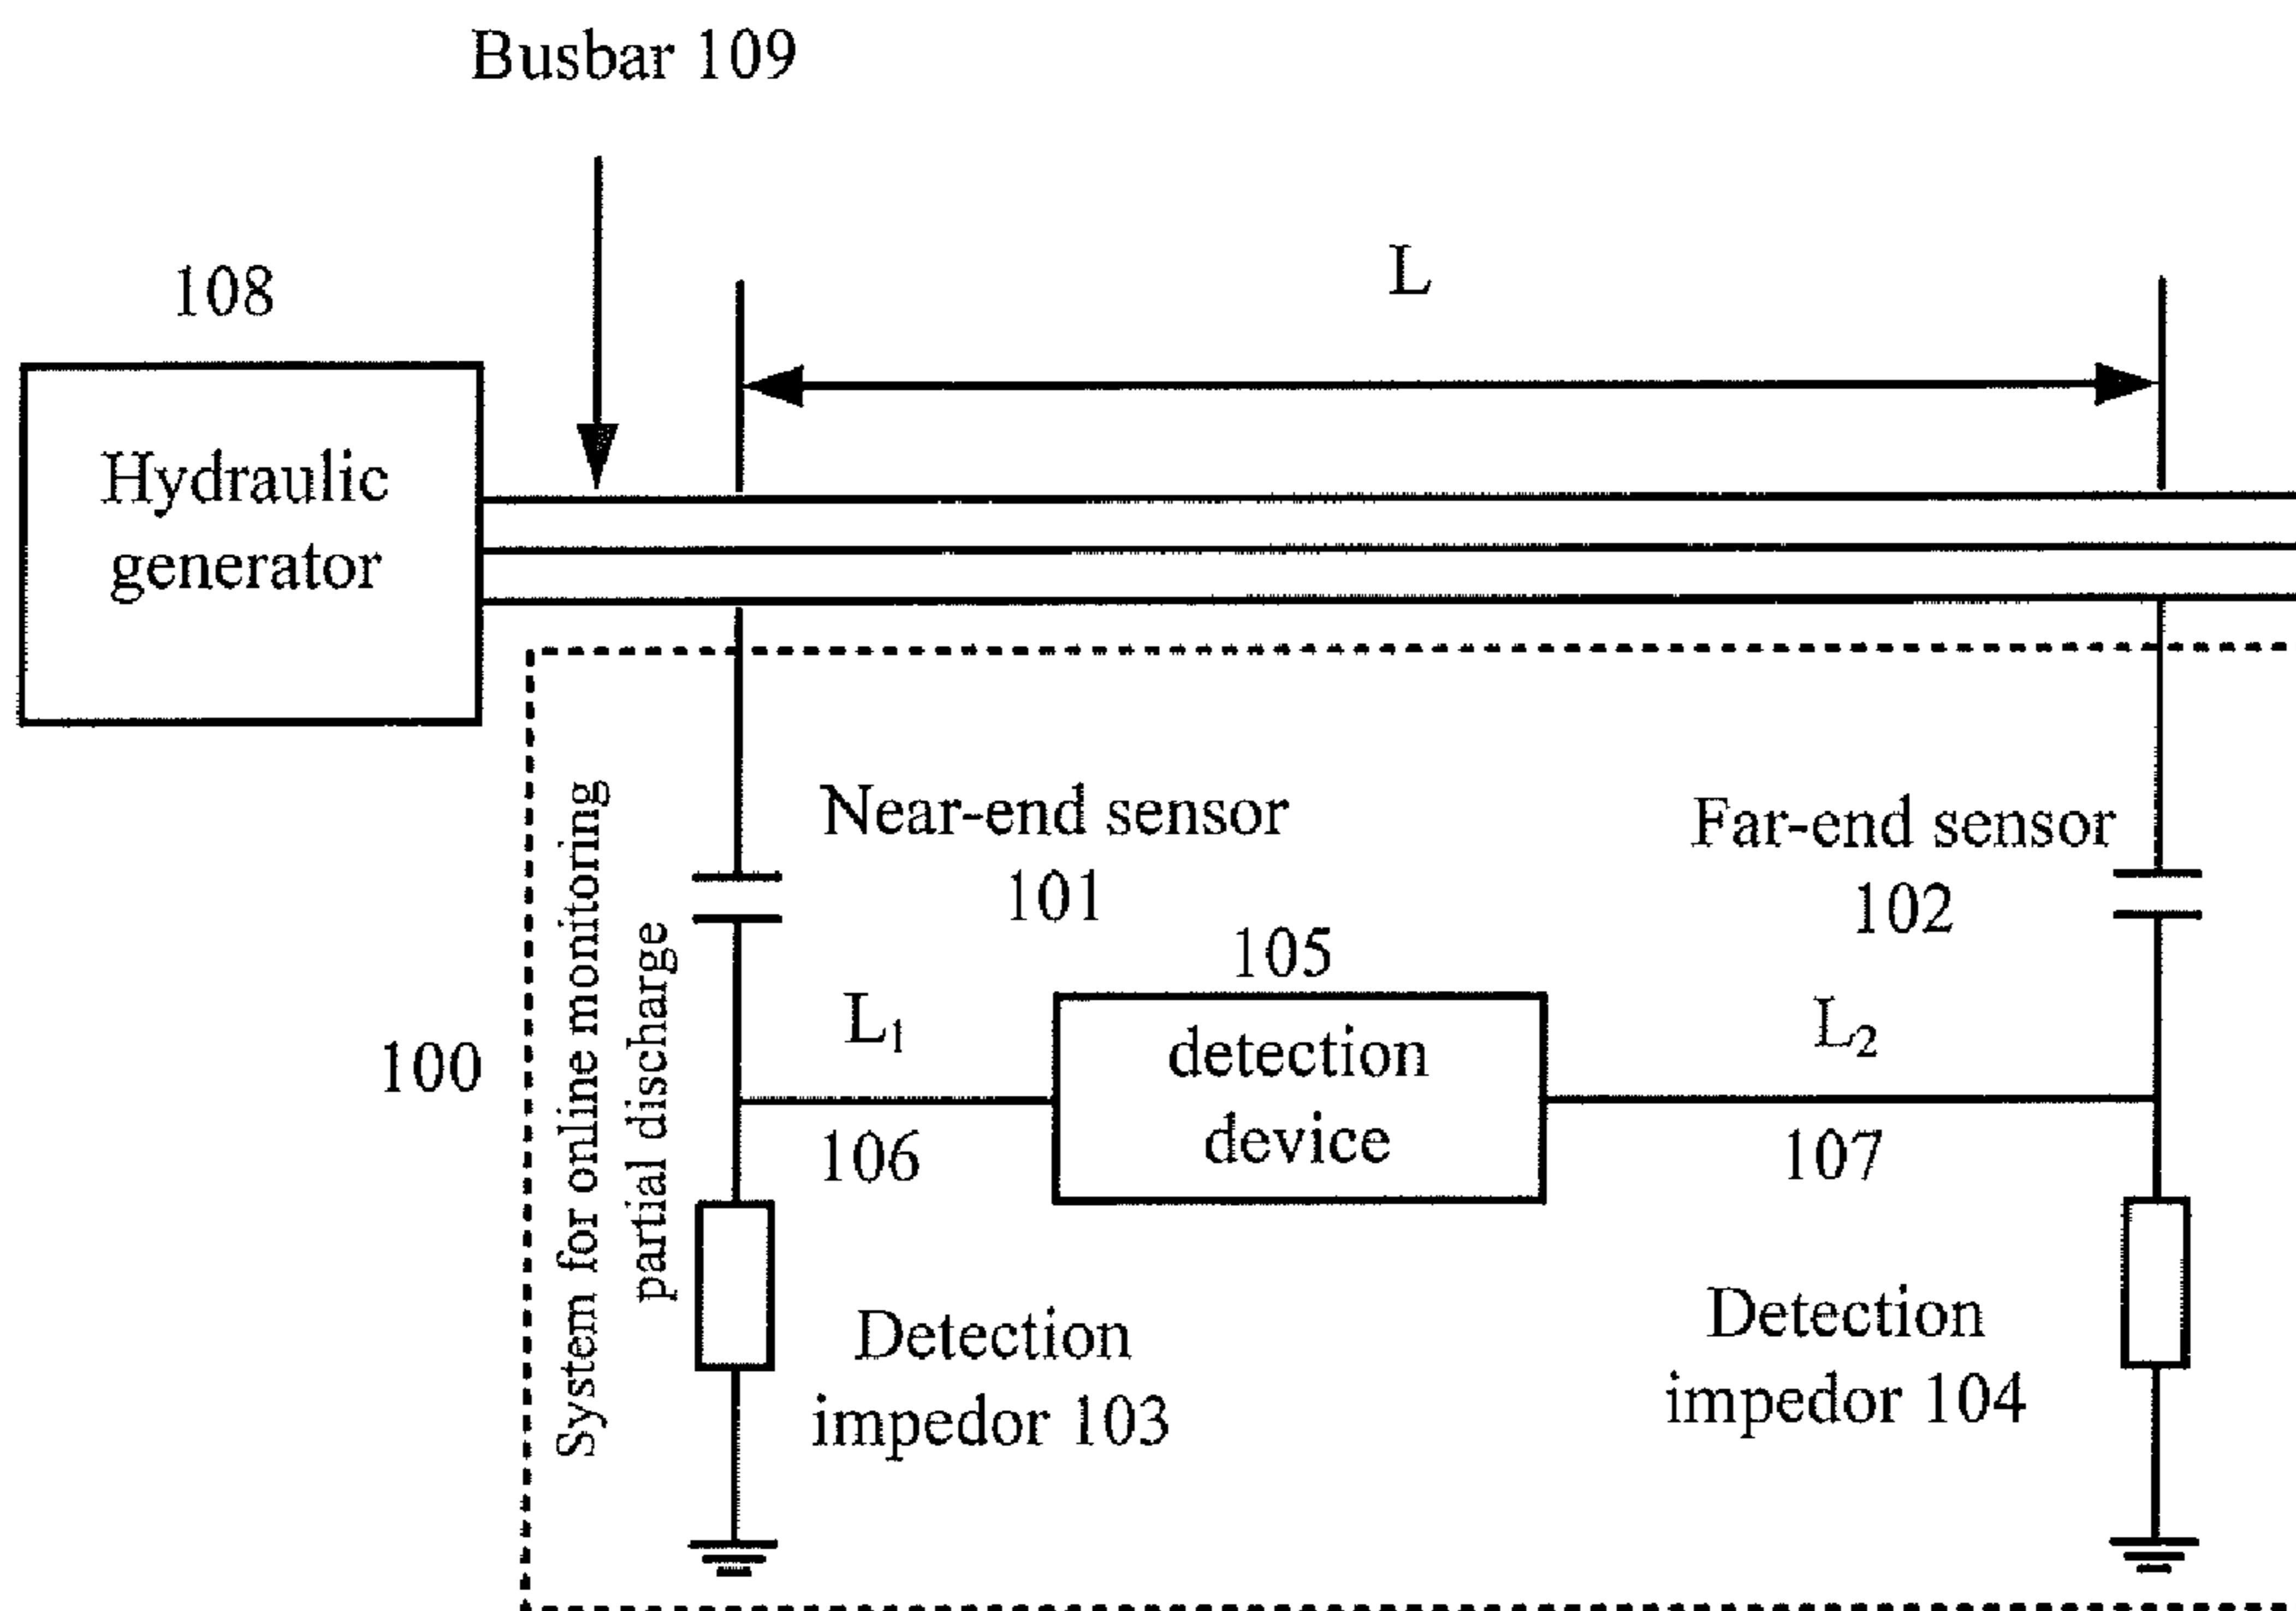 Busbar 109
L
108
Hydraulic
generator
System for online monitoring
partial discharge
100
Near-end sensor
101
Far-end sensor
102
105
detection
device
L₁
106
L₂
107
Detection
impedor 103
Detection
impedor 104